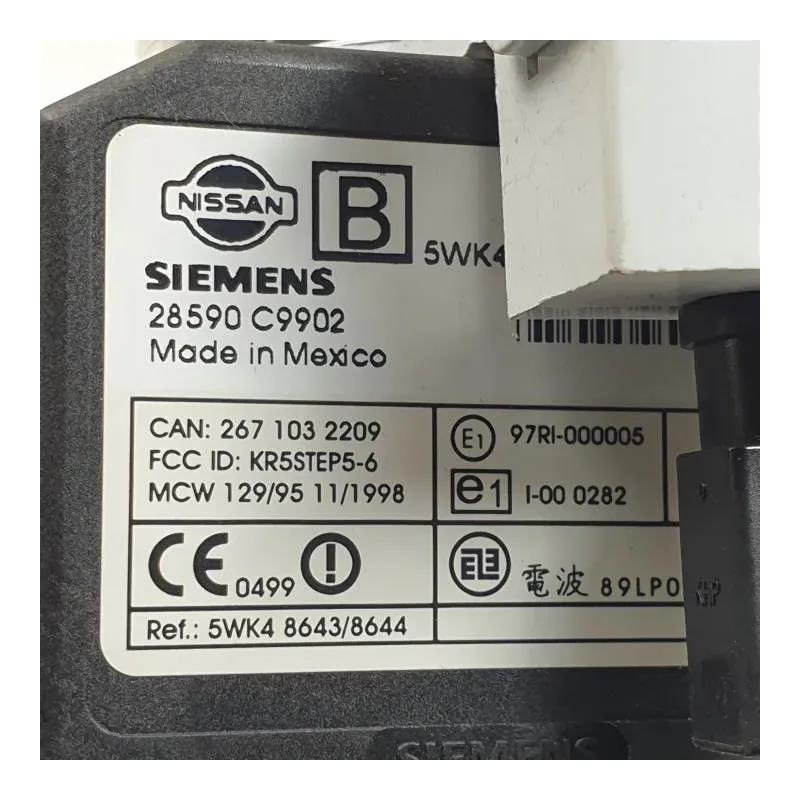 NISSAN
B
5WK4
SIEMENS
28590 C9902
Made in Mexico
CAN: 267 103 2209
FCC ID: KR5STEP5-6
MCW 129/95 11/1998
E1 97RI-000005
e1 I-00 0282
CE 0499
電波 89LP0
Ref.: 5WK4 8643/8644
SIEMENS